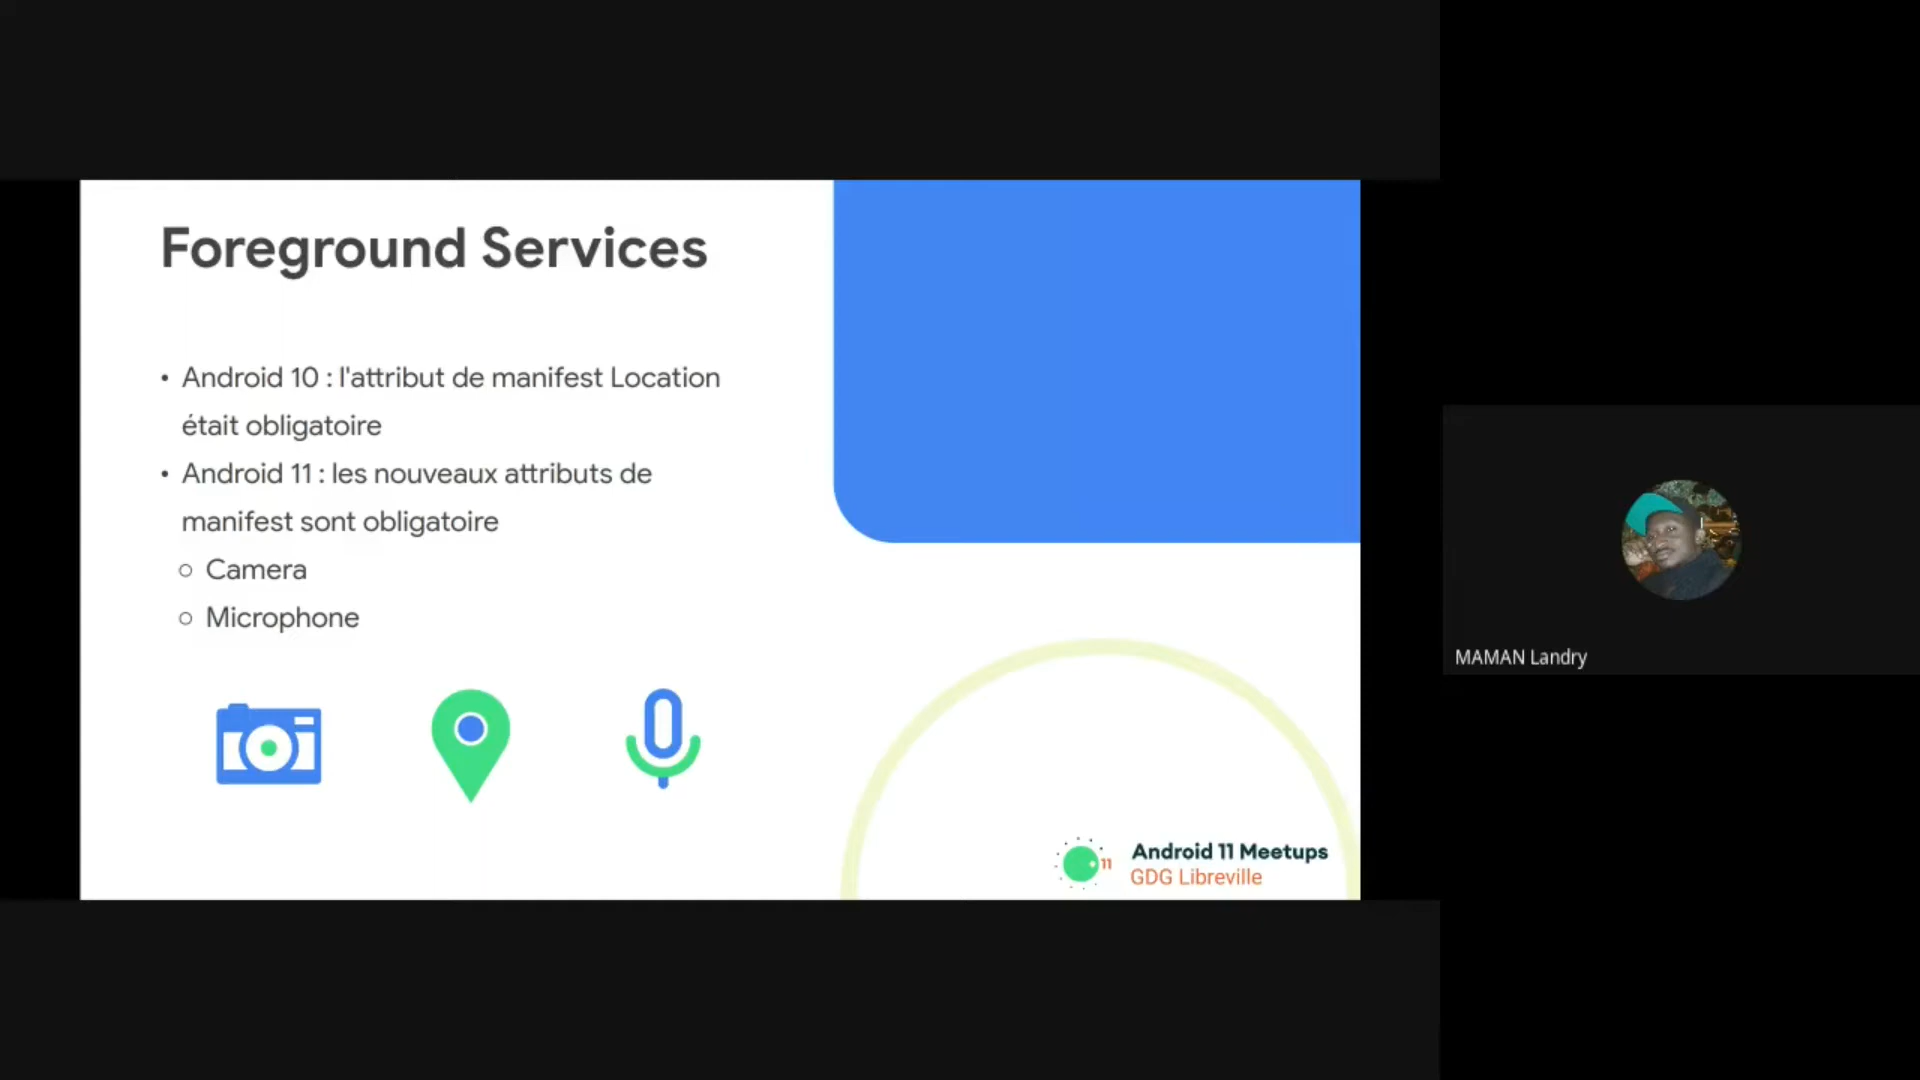 Foreground Services
• Android 10 : l'attribut de manifest Location
était obligatoire
• Android 11 : les nouveaux attributs de
manifest sont obligatoire
○ Camera
○ Microphone
11
Android 11 Meetups
GDG Libreville
MAMAN Landry